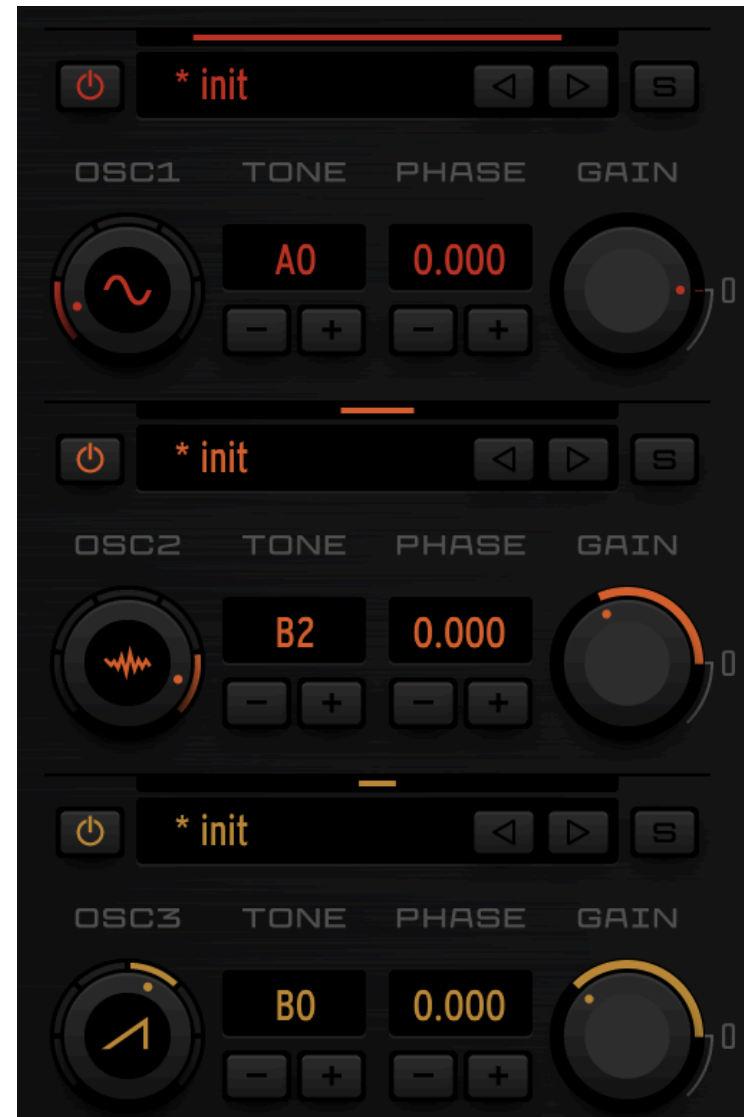 * init S
OSC1 TONE PHASE GAIN
A0 0.000 0
− + − +
* init S
OSC2 TONE PHASE GAIN
B2 0.000 0
− + − +
* init S
OSC3 TONE PHASE GAIN
B0 0.000 0
− + − +